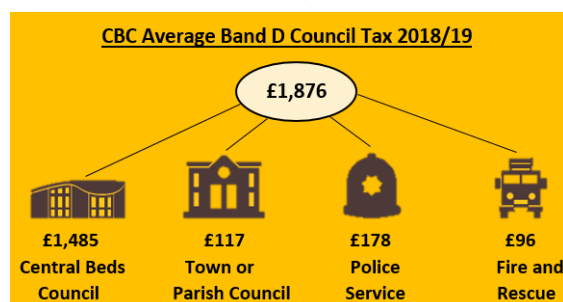 CBC Average Band D Council Tax 2018/19
£1,876
£1,485
Central Beds
Council
£117
Town or
Parish Council
£178
Police
Service
£96
Fire and
Rescue